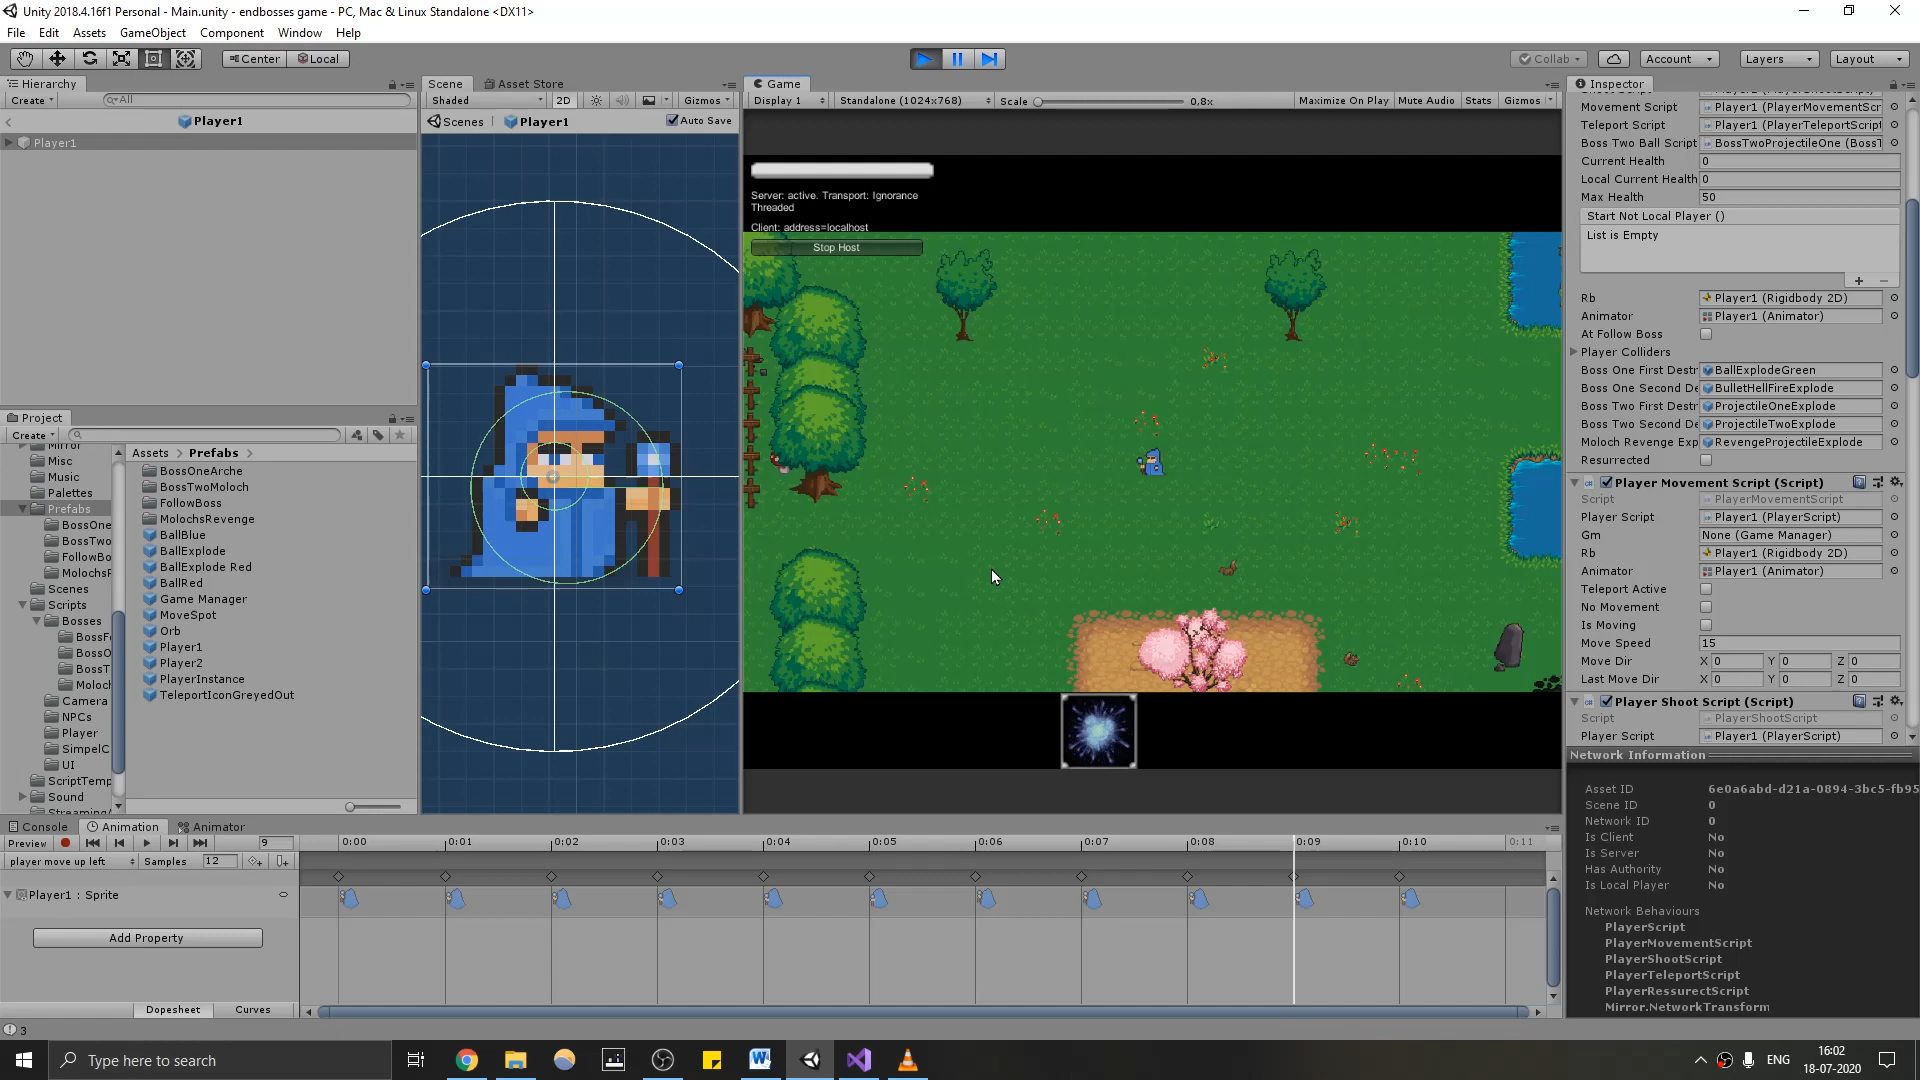 Unity 2018.4.16f1 Personal - Main.unity - endbosses game - PC, Mac & Linux Standalone <DX11>
File Edit Assets GameObject Component Window Help
Center Local
Collab Account Layers Layout
Hierarchy
Create All
Player1
Player1
Project
Create
Misc
Music
Palettes
Prefabs
BossOne
BossTwo
FollowBo
MolochsR
Scenes
Scripts
Bosses
BossF
BossO
BossT
Moloch
Camera
NPCs
Player
SimpelC
UI
ScriptTemp
Sound
Assets > Prefabs >
BossOneArche
BossTwoMoloch
FollowBoss
MolochsRevenge
BallBlue
BallExplode
BallExplode Red
BallRed
Game Manager
MoveSpot
Orb
Player1
Player2
PlayerInstance
TeleportIconGreyedOut
Scene Asset Store
Shaded 2D Gizmos
Scenes | Player1 Auto Save
Game
Display 1 Standalone (1024x768) Scale 0.8x Maximize On Play Mute Audio Stats Gizmos
Server: active. Transport: Ignorance
Threaded
Client: address=localhost
Stop Host
Inspector
Movement Script Player1 (PlayerMovementScr
Teleport Script Player1 (PlayerTeleportScript
Boss Two Ball Script BossTwoProjectileOne (BossT
Current Health 0
Local Current Health 0
Max Health 50
Start Not Local Player ()
List is Empty
Rb Player1 (Rigidbody 2D)
Animator Player1 (Animator)
At Follow Boss
Player Colliders
Boss One First Destr BallExplodeGreen
Boss One Second De BulletHellFireExplode
Boss Two First Destr ProjectileOneExplode
Boss Two Second De ProjectileTwoExplode
Moloch Revenge Exp RevengeProjectileExplode
Resurrected
Player Movement Script (Script)
Script PlayerMovementScript
Player Script Player1 (PlayerScript)
Gm None (Game Manager)
Rb Player1 (Rigidbody 2D)
Animator Player1 (Animator)
Teleport Active
No Movement
Is Moving
Move Speed 15
Move Dir X 0 Y 0 Z 0
Last Move Dir X 0 Y 0 Z 0
Player Shoot Script (Script)
Script PlayerShootScript
Player Script Player1 (PlayerScript)
Network Information
Asset ID 6e0a6abd-d21a-0894-3bc5-fb95
Scene ID 0
Network ID 0
Is Client No
Is Server No
Has Authority No
Is Local Player No
Network Behaviours
PlayerScript
PlayerMovementScript
PlayerShootScript
PlayerTeleportScript
PlayerRessurectScript
Mirror.NetworkTransform
Console Animation Animator
Preview 9
0:00 0:01 0:02 0:03 0:04 0:05 0:06 0:07 0:08 0:09 0:10 0:11
player move up left Samples 12
Player1 : Sprite
Add Property
Dopesheet Curves
3
Type here to search
ENG
16:02
18-07-2020